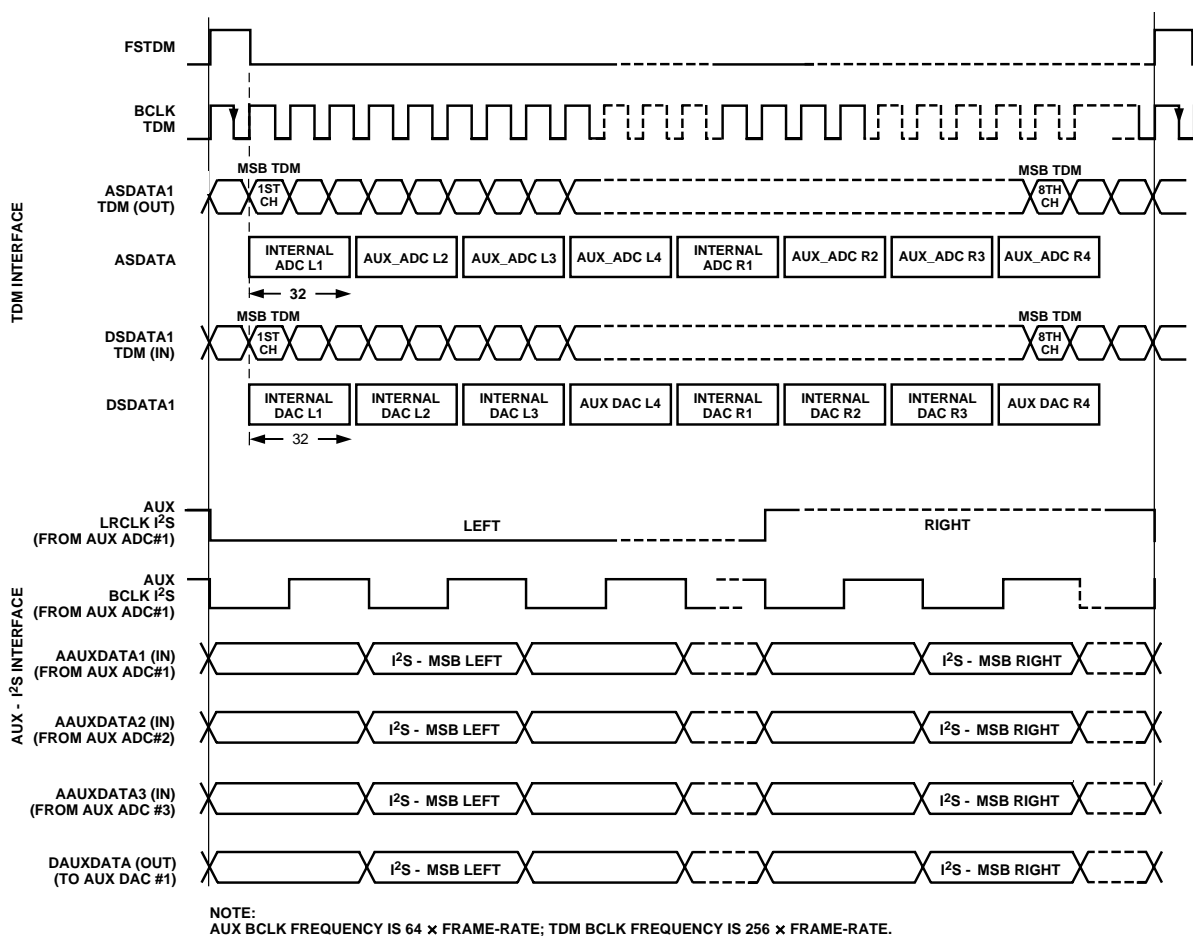 FSTDM
BCLK
TDM
MSB TDM
MSB TDM
ASDATA1
TDM (OUT)
1ST
CH
8TH
CH
ASDATA
INTERNAL
ADC L1
AUX_ADC L2
AUX_ADC L3
AUX_ADC L4
INTERNAL
ADC R1
AUX_ADC R2
AUX_ADC R3
AUX_ADC R4
32
TDM INTERFACE
MSB TDM
MSB TDM
DSDATA1
TDM (IN)
1ST
CH
8TH
CH
DSDATA1
INTERNAL
DAC L1
INTERNAL
DAC L2
INTERNAL
DAC L3
AUX DAC L4
INTERNAL
DAC R1
INTERNAL
DAC R2
INTERNAL
DAC R3
AUX DAC R4
32
AUX
LRCLK I²S
(FROM AUX ADC#1)
LEFT
RIGHT
AUX
BCLK I²S
(FROM AUX ADC#1)
AUX - I²S INTERFACE
AAUXDATA1 (IN)
(FROM AUX ADC#1)
I²S - MSB LEFT
I²S - MSB RIGHT
AAUXDATA2 (IN)
(FROM AUX ADC#2)
I²S - MSB LEFT
I²S - MSB RIGHT
AAUXDATA3 (IN)
(FROM AUX ADC #3)
I²S - MSB LEFT
I²S - MSB RIGHT
DAUXDATA (OUT)
(TO AUX DAC #1)
I²S - MSB LEFT
I²S - MSB RIGHT
NOTE:
AUX BCLK FREQUENCY IS 64 × FRAME-RATE; TDM BCLK FREQUENCY IS 256 × FRAME-RATE.